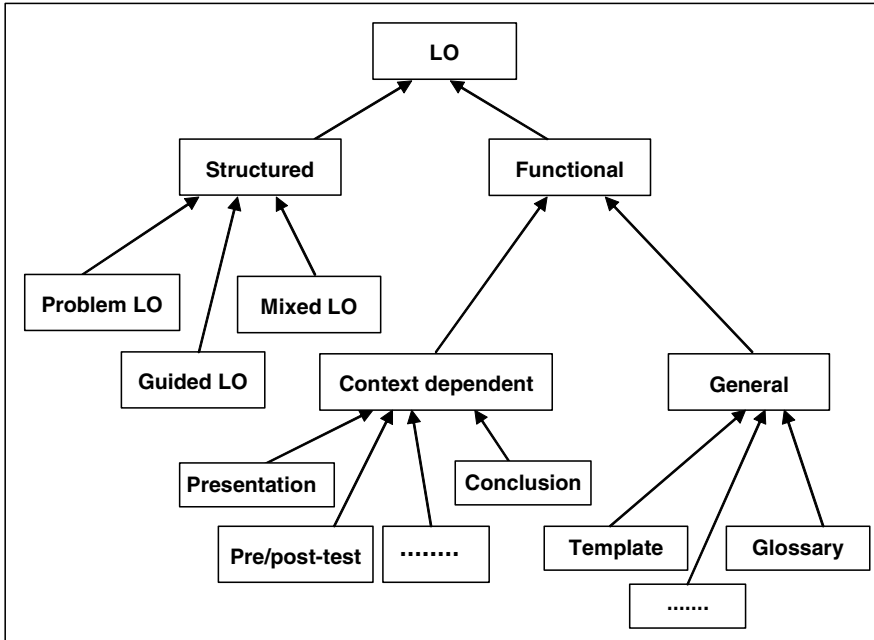 LO
Structured
Functional
Problem LO
Mixed LO
Guided LO
Context dependent
General
Presentation
Conclusion
Pre/post-test
........
Template
Glossary
.......